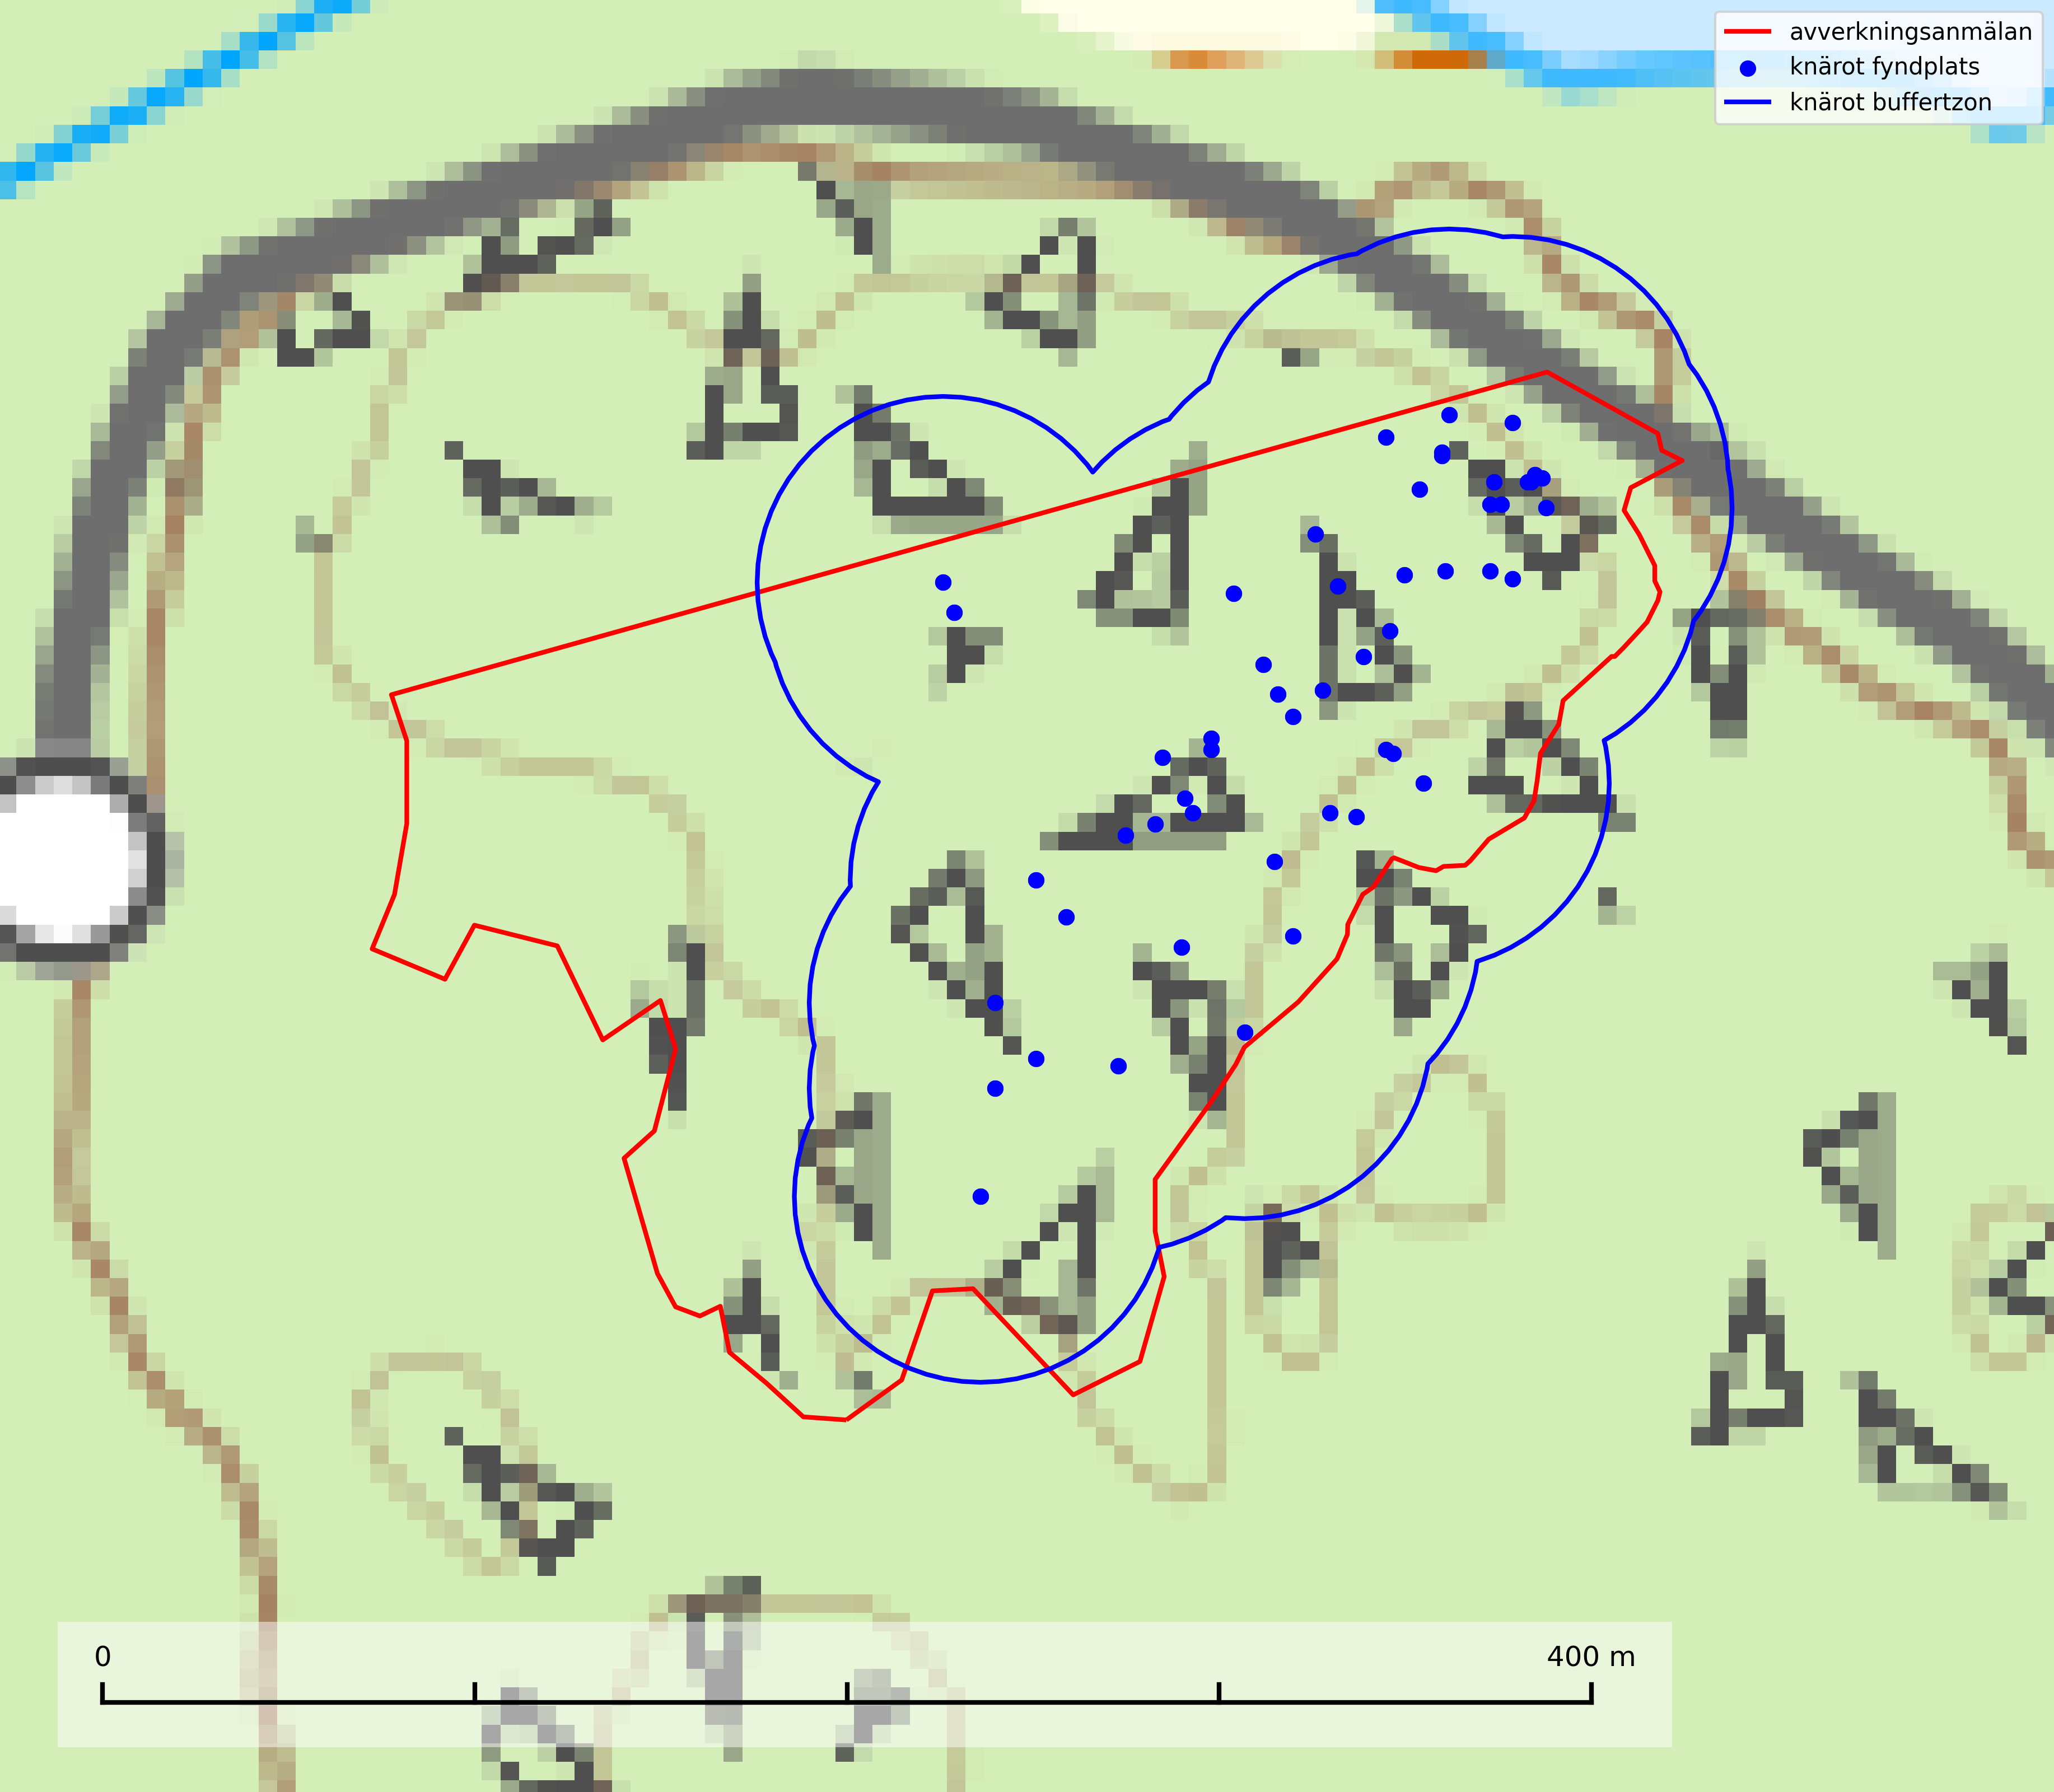 avverkningsanmälan
knärot fyndplats
knärot buffertzon
0
400 m